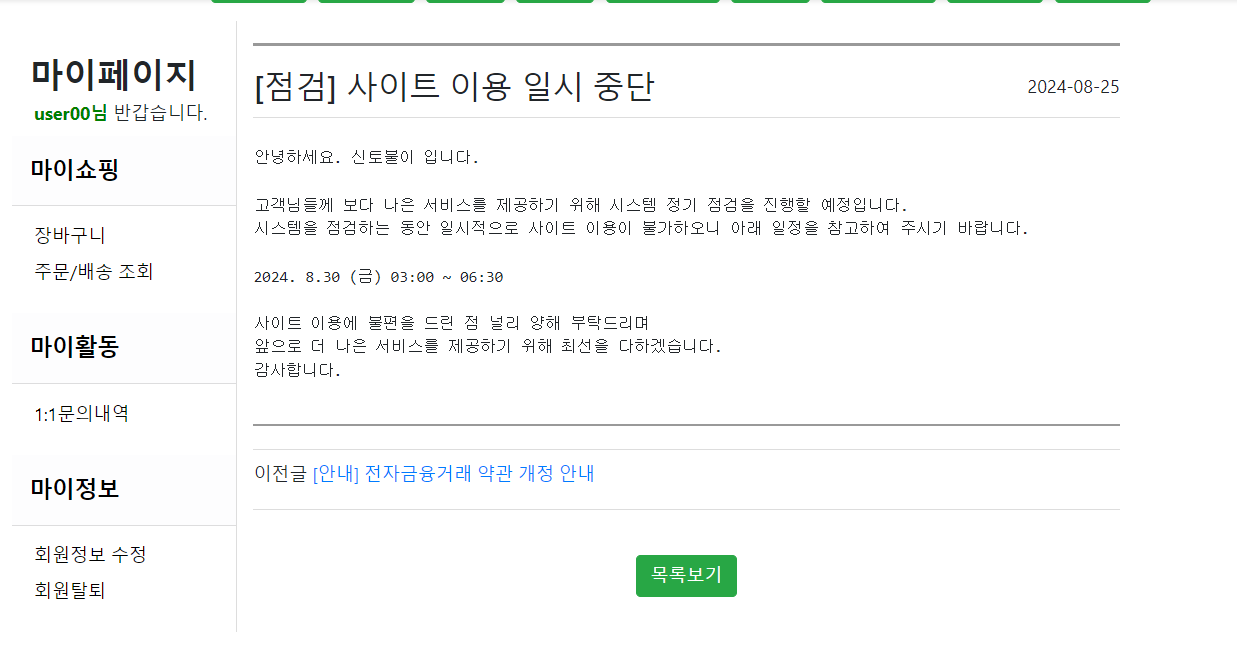 마이페이지
user00님 반갑습니다.
마이쇼핑
장바구니
주문/배송 조회
마이활동
1:1문의내역
마이정보
회원정보 수정
회원탈퇴
[점검] 사이트 이용 일시 중단
2024-08-25
안녕하세요. 신토불이 입니다.
고객님들께 보다 나은 서비스를 제공하기 위해 시스템 정기 점검을 진행할 예정입니다.
시스템을 점검하는 동안 일시적으로 사이트 이용이 불가하오니 아래 일정을 참고하여 주시기 바랍니다.
2024. 8.30 (금) 03:00 ~ 06:30
사이트 이용에 불편을 드린 점 널리 양해 부탁드리며
앞으로 더 나은 서비스를 제공하기 위해 최선을 다하겠습니다.
감사합니다.
이전글 [안내] 전자금융거래 약관 개정 안내
목록보기